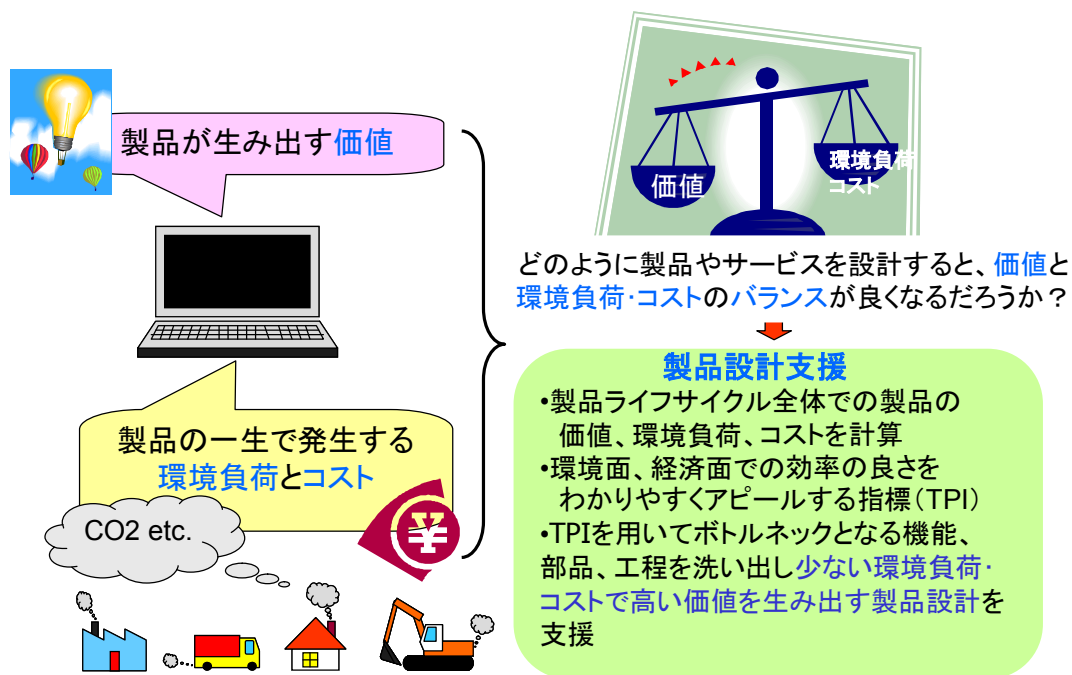 製品が生み出す価値
製品の一生で発生する
環境負荷とコスト
CO2 etc.
¥
価値
環境負荷
コスト
どのように製品やサービスを設計すると、価値と
環境負荷･コストのバランスが良くなるだろうか？
製品設計支援
•製品ライフサイクル全体での製品の
価値、環境負荷、コストを計算
•環境面、経済面での効率の良さを
わかりやすくアピールする指標（TPI）
•TPIを用いてボトルネックとなる機能、
部品、工程を洗い出し少ない環境負荷･
コストで高い価値を生み出す製品設計を
支援